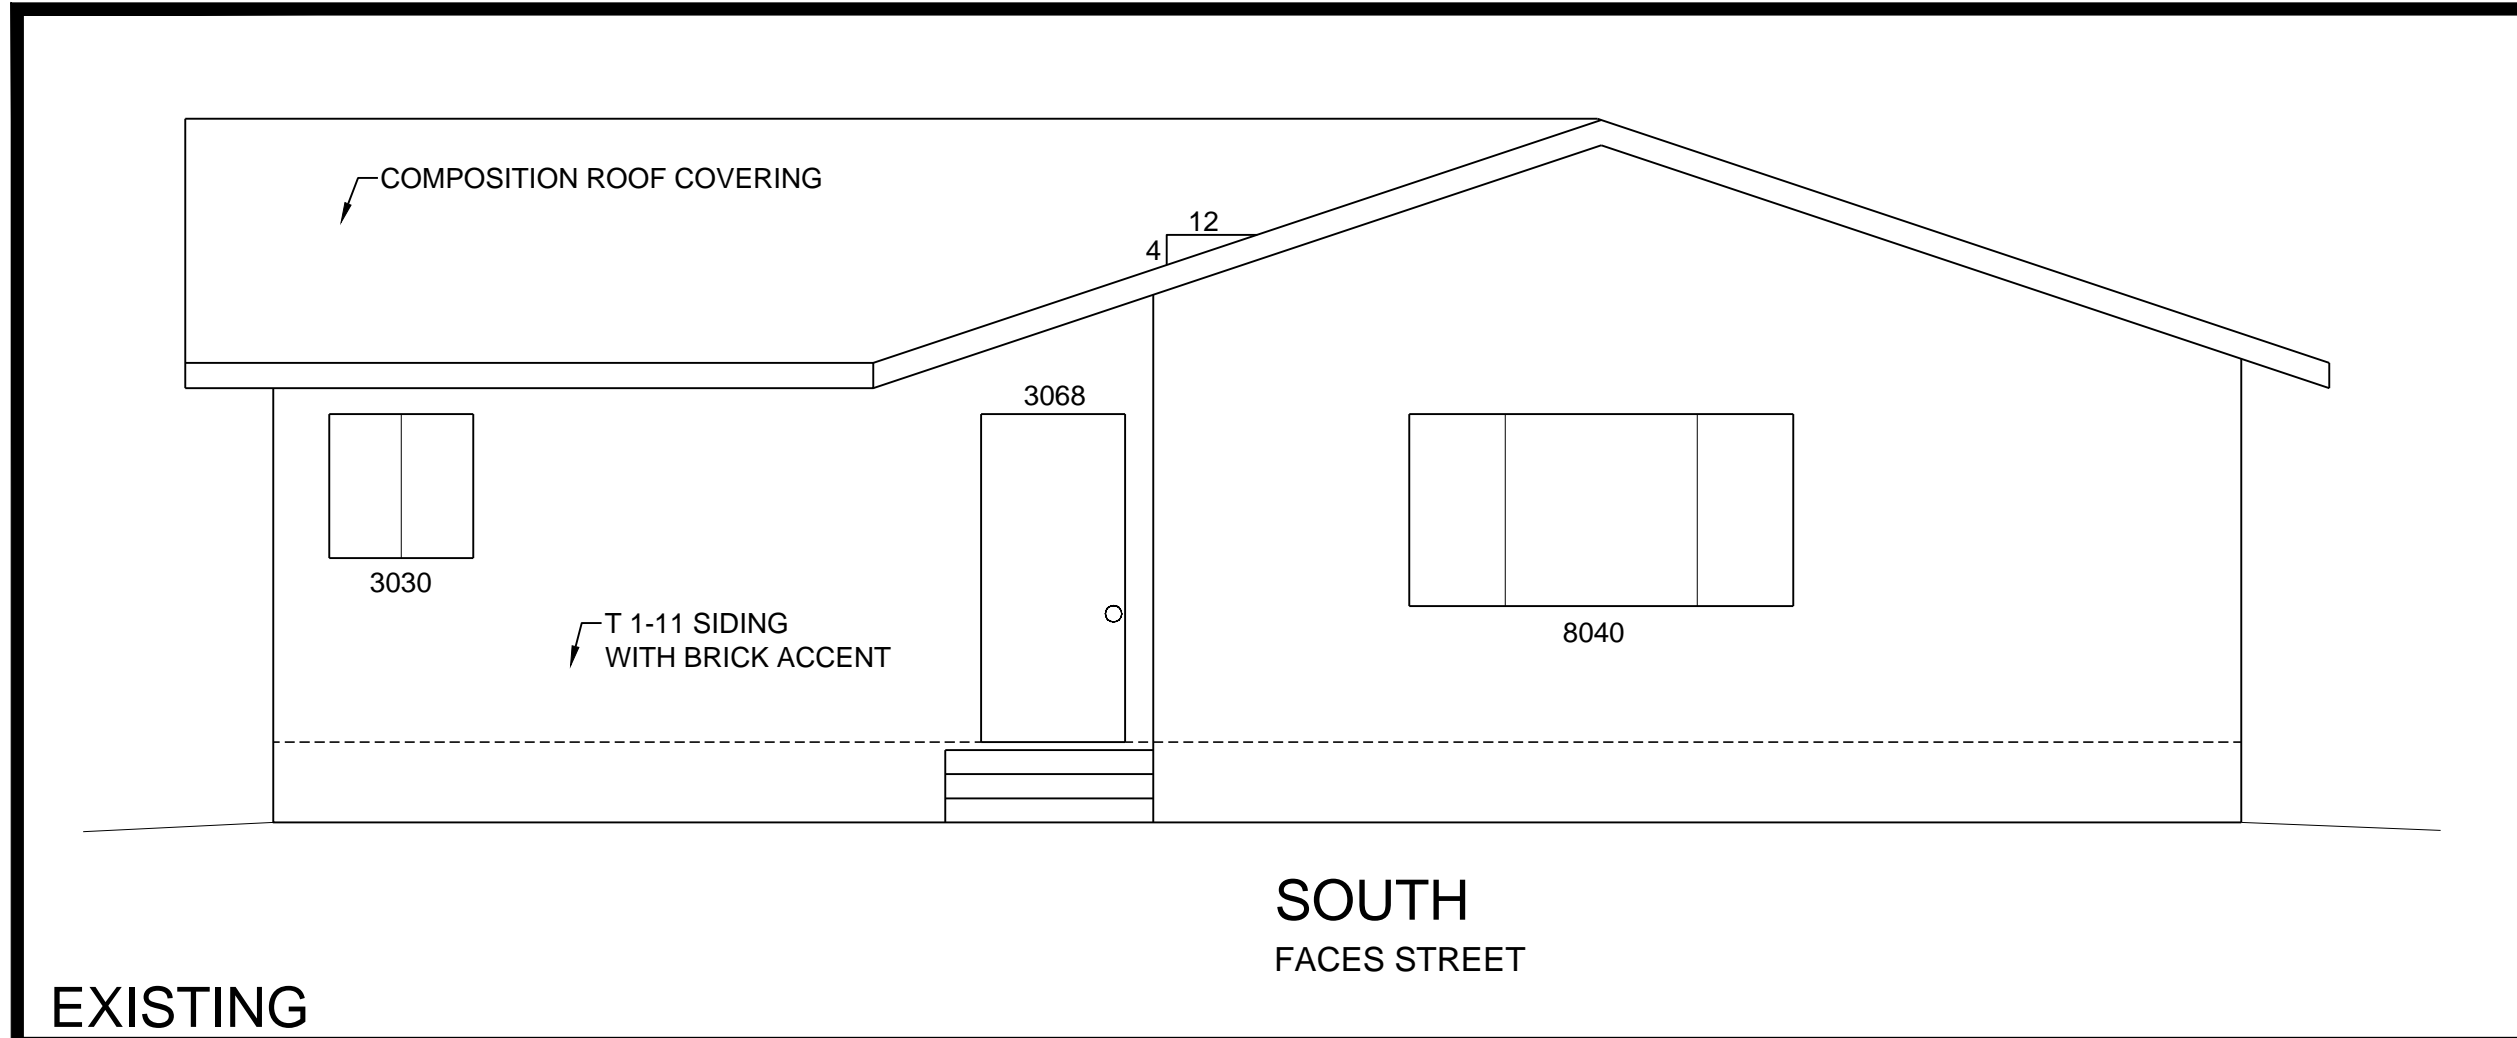 COMPOSITION ROOF COVERING
12
4
3068
3030
T 1-11 SIDING
WITH BRICK ACCENT
8040
SOUTH
FACES STREET
EXISTING